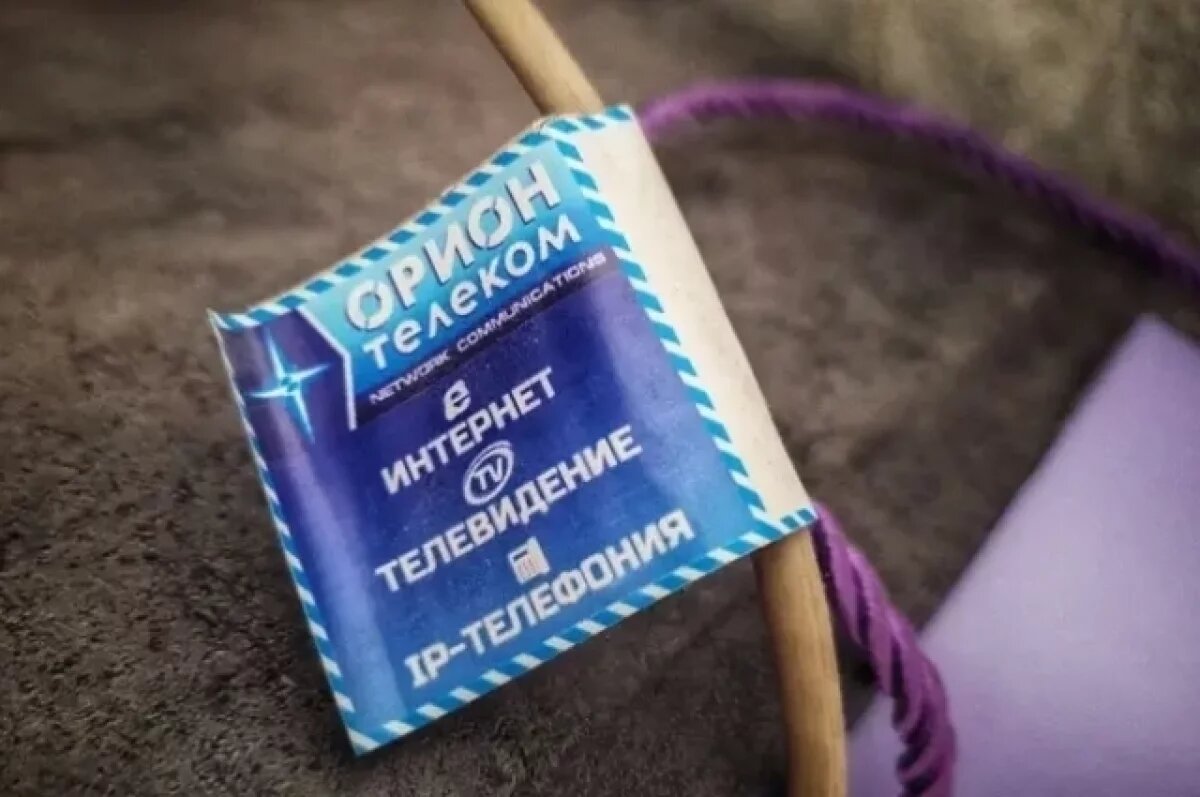 ОРИОН
телеком
NETWORK COMMUNICATIONS
e
ИНТЕРНЕТ
TV
ТЕЛЕВИДЕНИЕ
IP-ТЕЛЕФОНИЯ